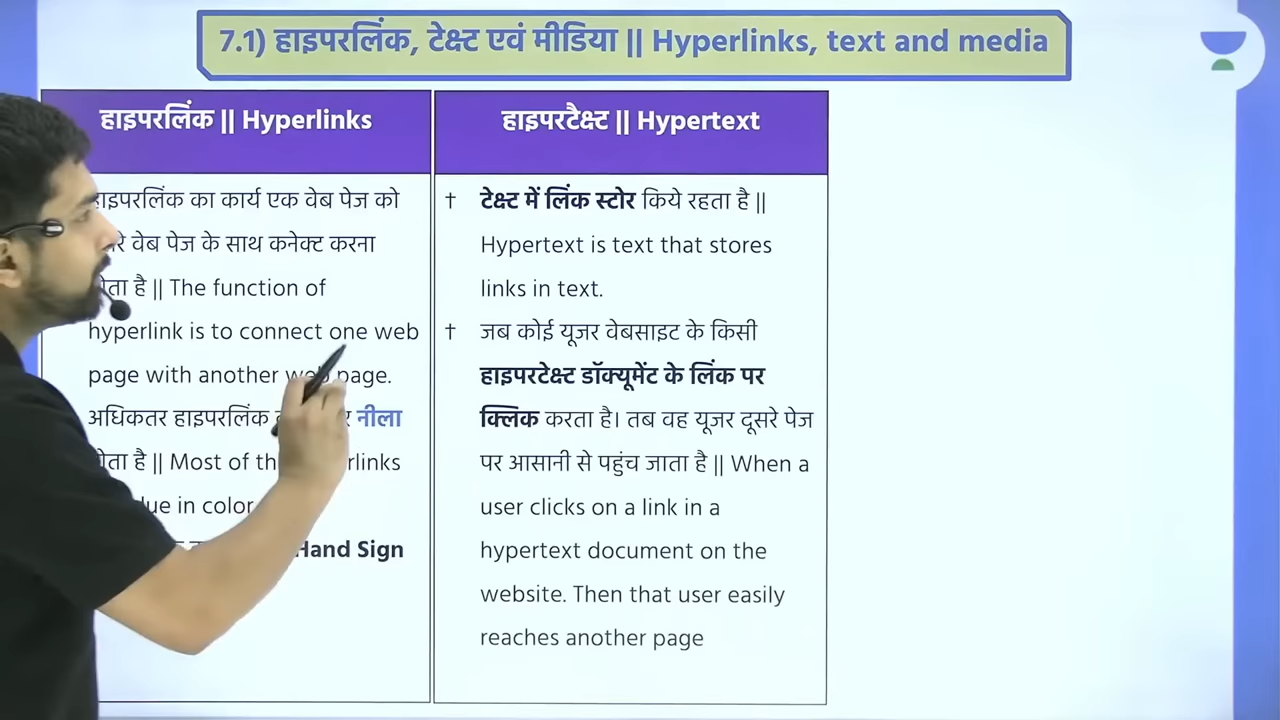 7.1) हाइपरलिंक, टेक्ष्ट एवं मीडिया || Hyperlinks, text and media
हाइपरलिंक || Hyperlinks
हाइपरलिंक का कार्य एक वेब पेज को
वेब पेज के साथ कनेक्ट करना
है || The function of
hyperlink is to connect one web
page with another web page.
अधिकतर हाइपरलिंक नीला
है || Most of
in color
Hand Sign
हाइपरटैक्ष्ट || Hypertext
† टेक्ष्ट में लिंक स्टोर किये रहता है ||
Hypertext is text that stores
links in text.
† जब कोई यूजर वेबसाइट के किसी
हाइपरटेक्ष्ट डॉक्यूमेंट के लिंक पर
क्लिक करता है। तब वह यूजर दूसरे पेज
पर आसानी से पहुंच जाता है || When a
user clicks on a link in a
hypertext document on the
website. Then that user easily
reaches another page